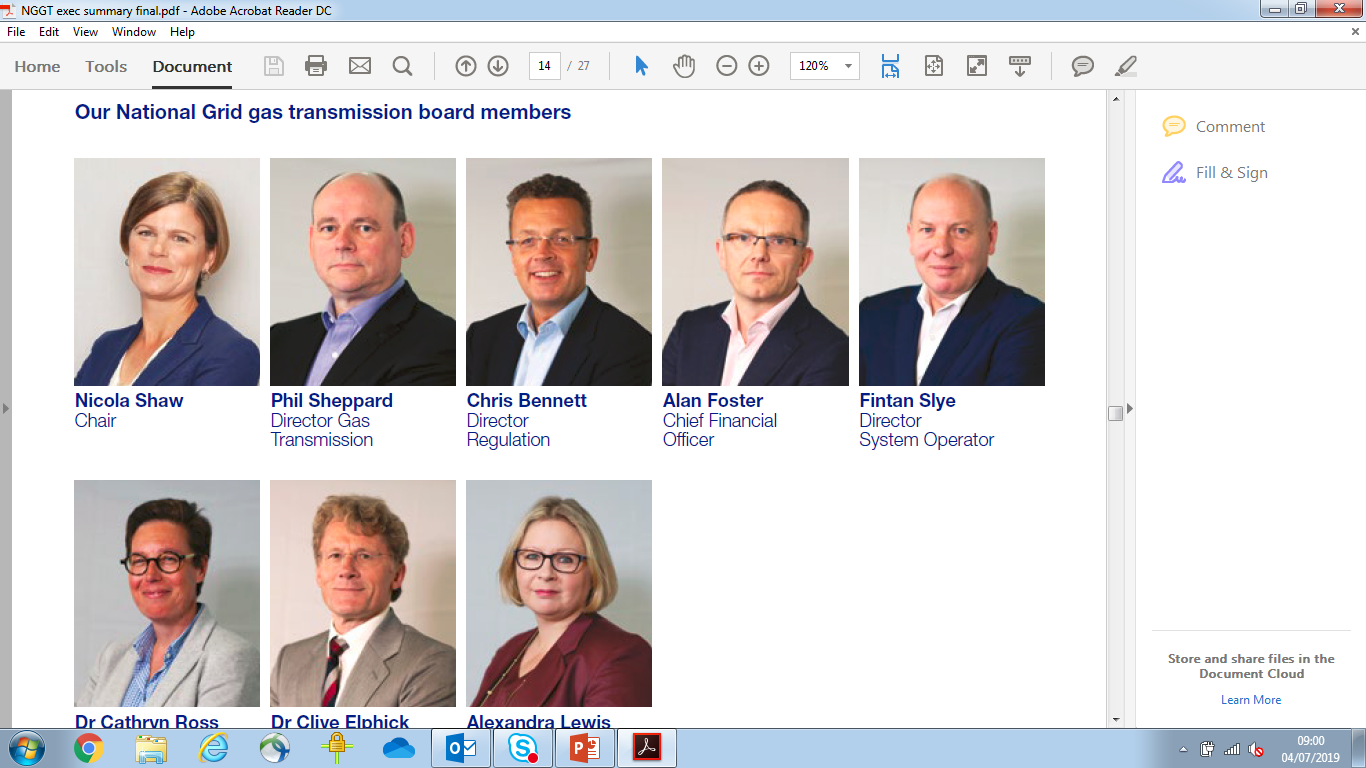 NGGT exec summary final.pdf - Adobe Acrobat Reader DC
File Edit View Window Help
Home Tools Document 14 / 27 120%
Our National Grid gas transmission board members
Nicola Shaw
Chair
Phil Sheppard
Director Gas
Transmission
Chris Bennett
Director
Regulation
Alan Foster
Chief Financial
Officer
Fintan Slye
Director
System Operator
Dr Cathryn Ross
Dr Clive Elphick
Alexandra Lewis
Comment
Fill & Sign
Store and share files in the
Document Cloud
Learn More
09:00
04/07/2019